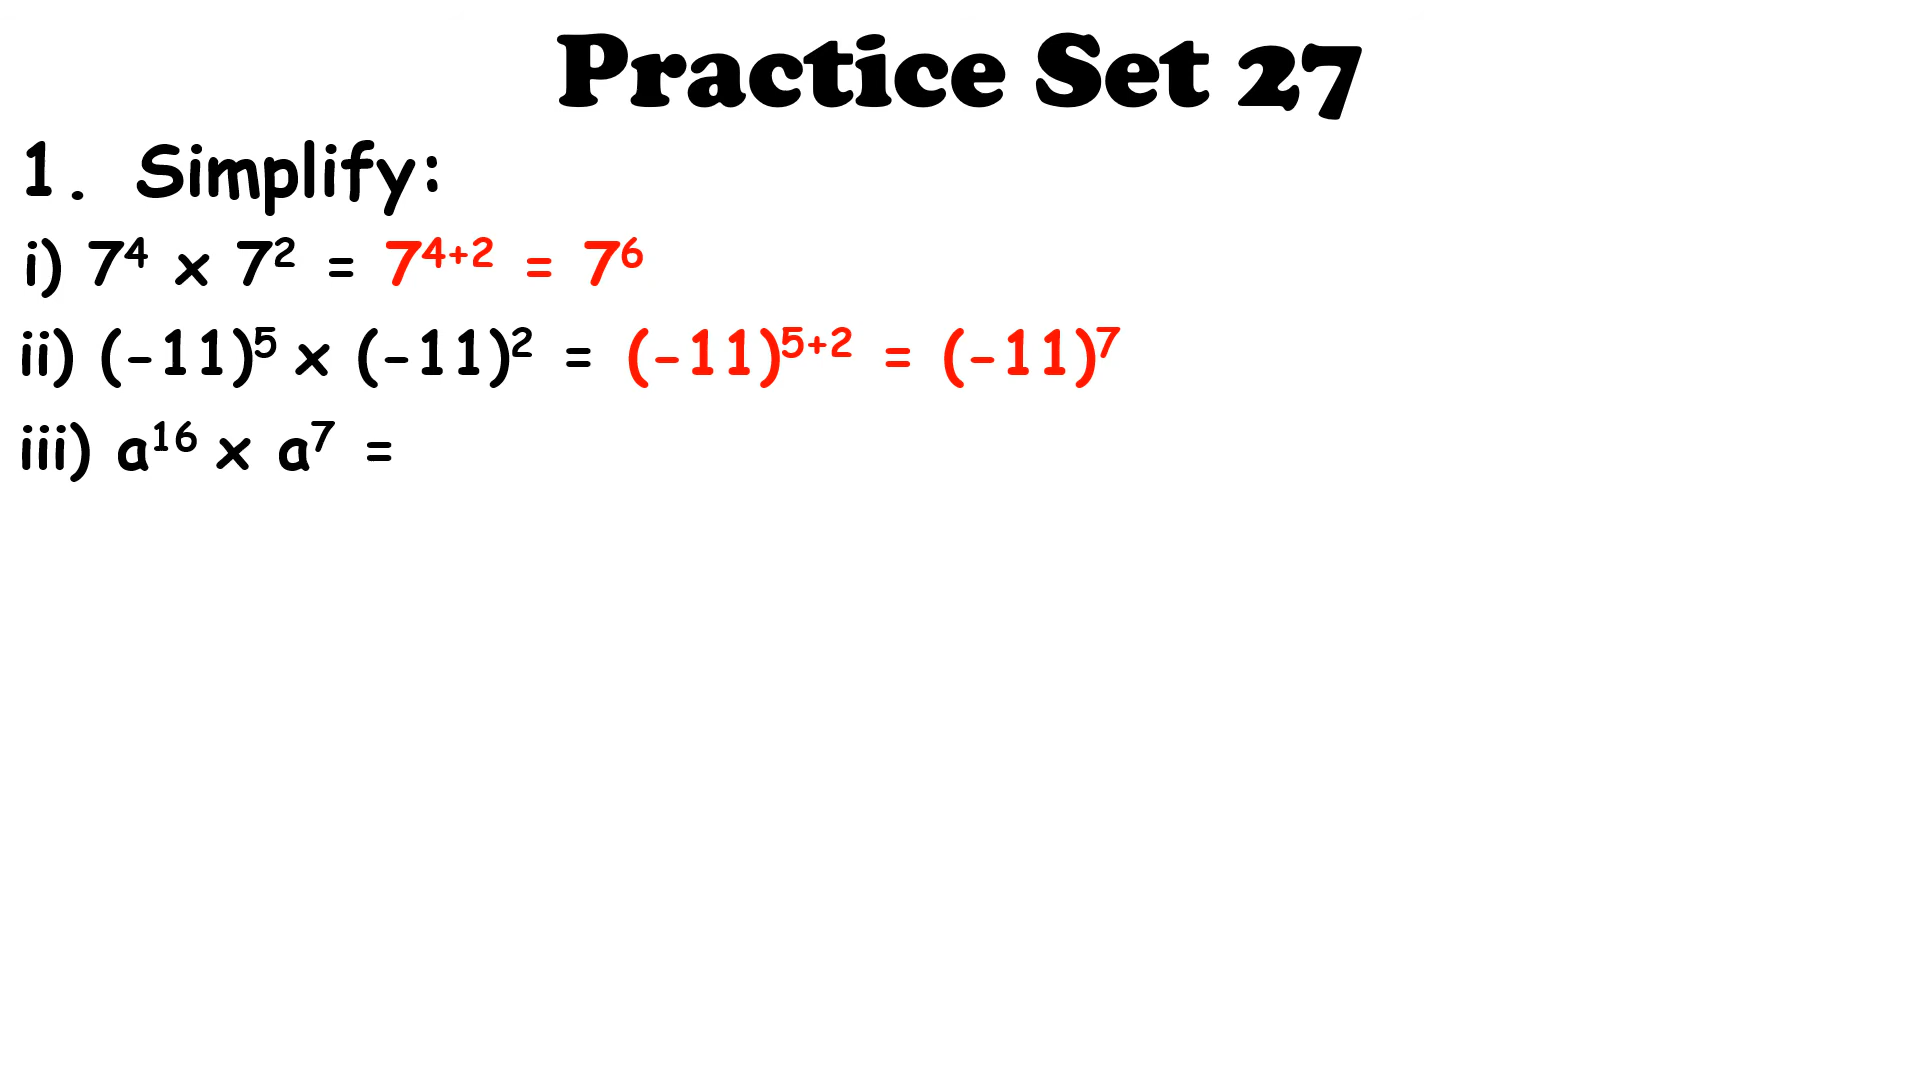 Practice Set 27
1. Simplify:
i) 7⁴ x 7² = 7⁴⁺² = 7⁶
ii) (-11)⁵ x (-11)² = (-11)⁵⁺² = (-11)⁷
iii) a¹⁶ x a⁷ =